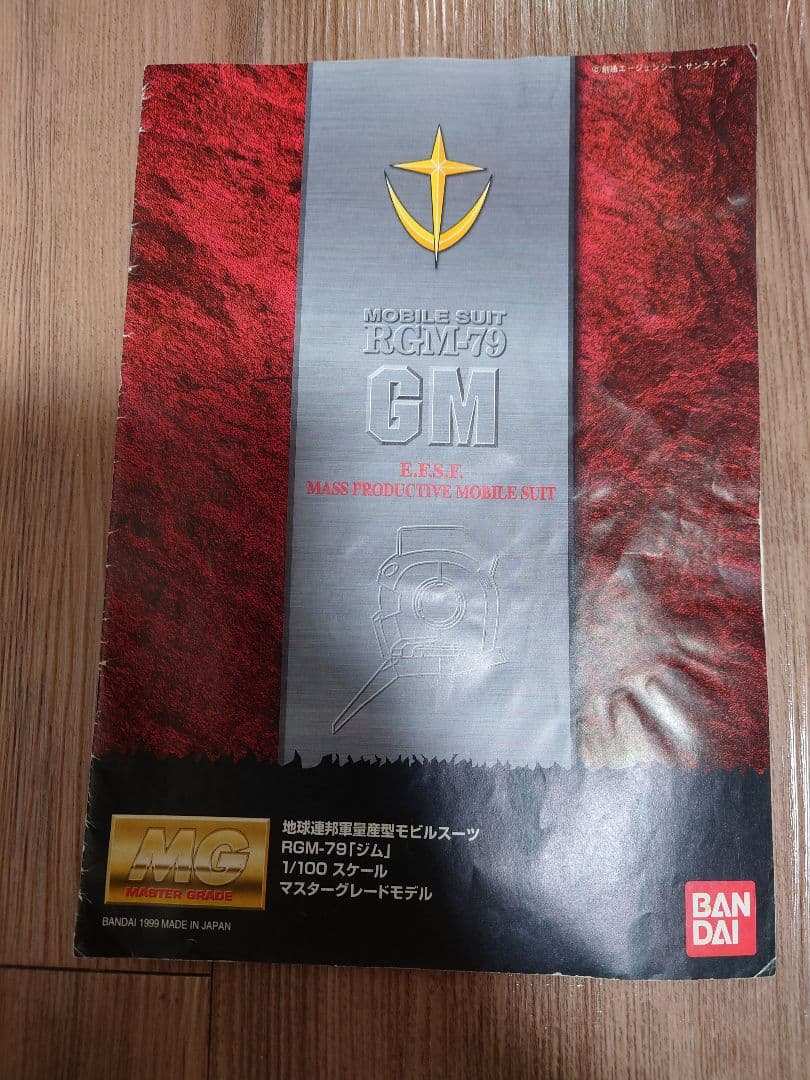 ©創通エージェンシー・サンライズ
MOBILE SUIT
RGM-79
GM
E.F.S.F.
MASS PRODUCTIVE MOBILE SUIT
MG
MASTER GRADE
地球連邦軍量産型モビルスーツ
RGM-79「ジム」
1/100 スケール
マスターグレードモデル
BANDAI 1999 MADE IN JAPAN
BAN
DAI